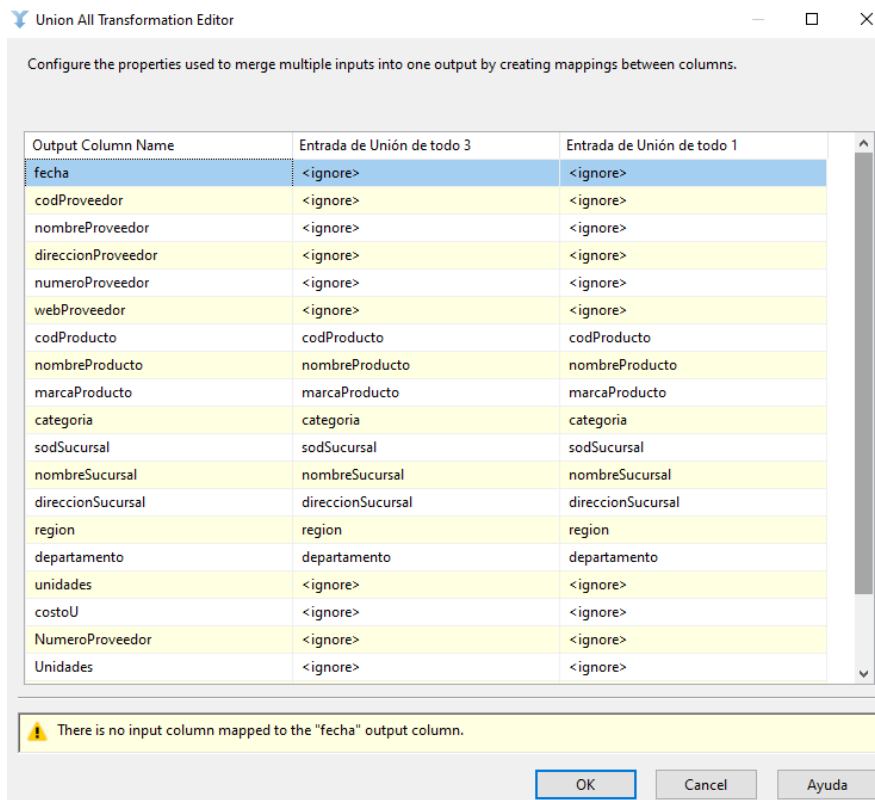 Union All Transformation Editor
Configure the properties used to merge multiple inputs into one output by creating mappings between columns.
Output Column Name Entrada de Unión de todo 3 Entrada de Unión de todo 1
fecha <ignore> <ignore>
codProveedor <ignore> <ignore>
nombreProveedor <ignore> <ignore>
direccionProveedor <ignore> <ignore>
numeroProveedor <ignore> <ignore>
webProveedor <ignore> <ignore>
codProducto codProducto codProducto
nombreProducto nombreProducto nombreProducto
marcaProducto marcaProducto marcaProducto
categoria categoria categoria
sodSucursal sodSucursal sodSucursal
nombreSucursal nombreSucursal nombreSucursal
direccionSucursal direccionSucursal direccionSucursal
region region region
departamento departamento departamento
unidades <ignore> <ignore>
costoU <ignore> <ignore>
NumeroProveedor <ignore> <ignore>
Unidades <ignore> <ignore>
There is no input column mapped to the "fecha" output column.
OK Cancel Ayuda